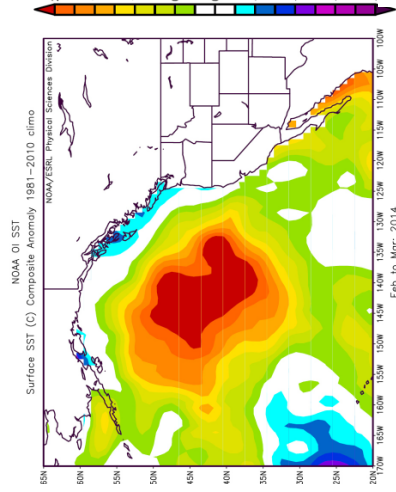 NOAA OI SST
Surface SST (C) Composite Anomaly 1981–2010 climo
NOAA/ESRL Physical Sciences Division
60N
55N
50N
45N
40N
35N
30N
25N
20N
170W
165W
160W
155W
150W
145W
140W
135W
130W
125W
120W
115W
110W
105W
100W
Feb to Mar: 2014